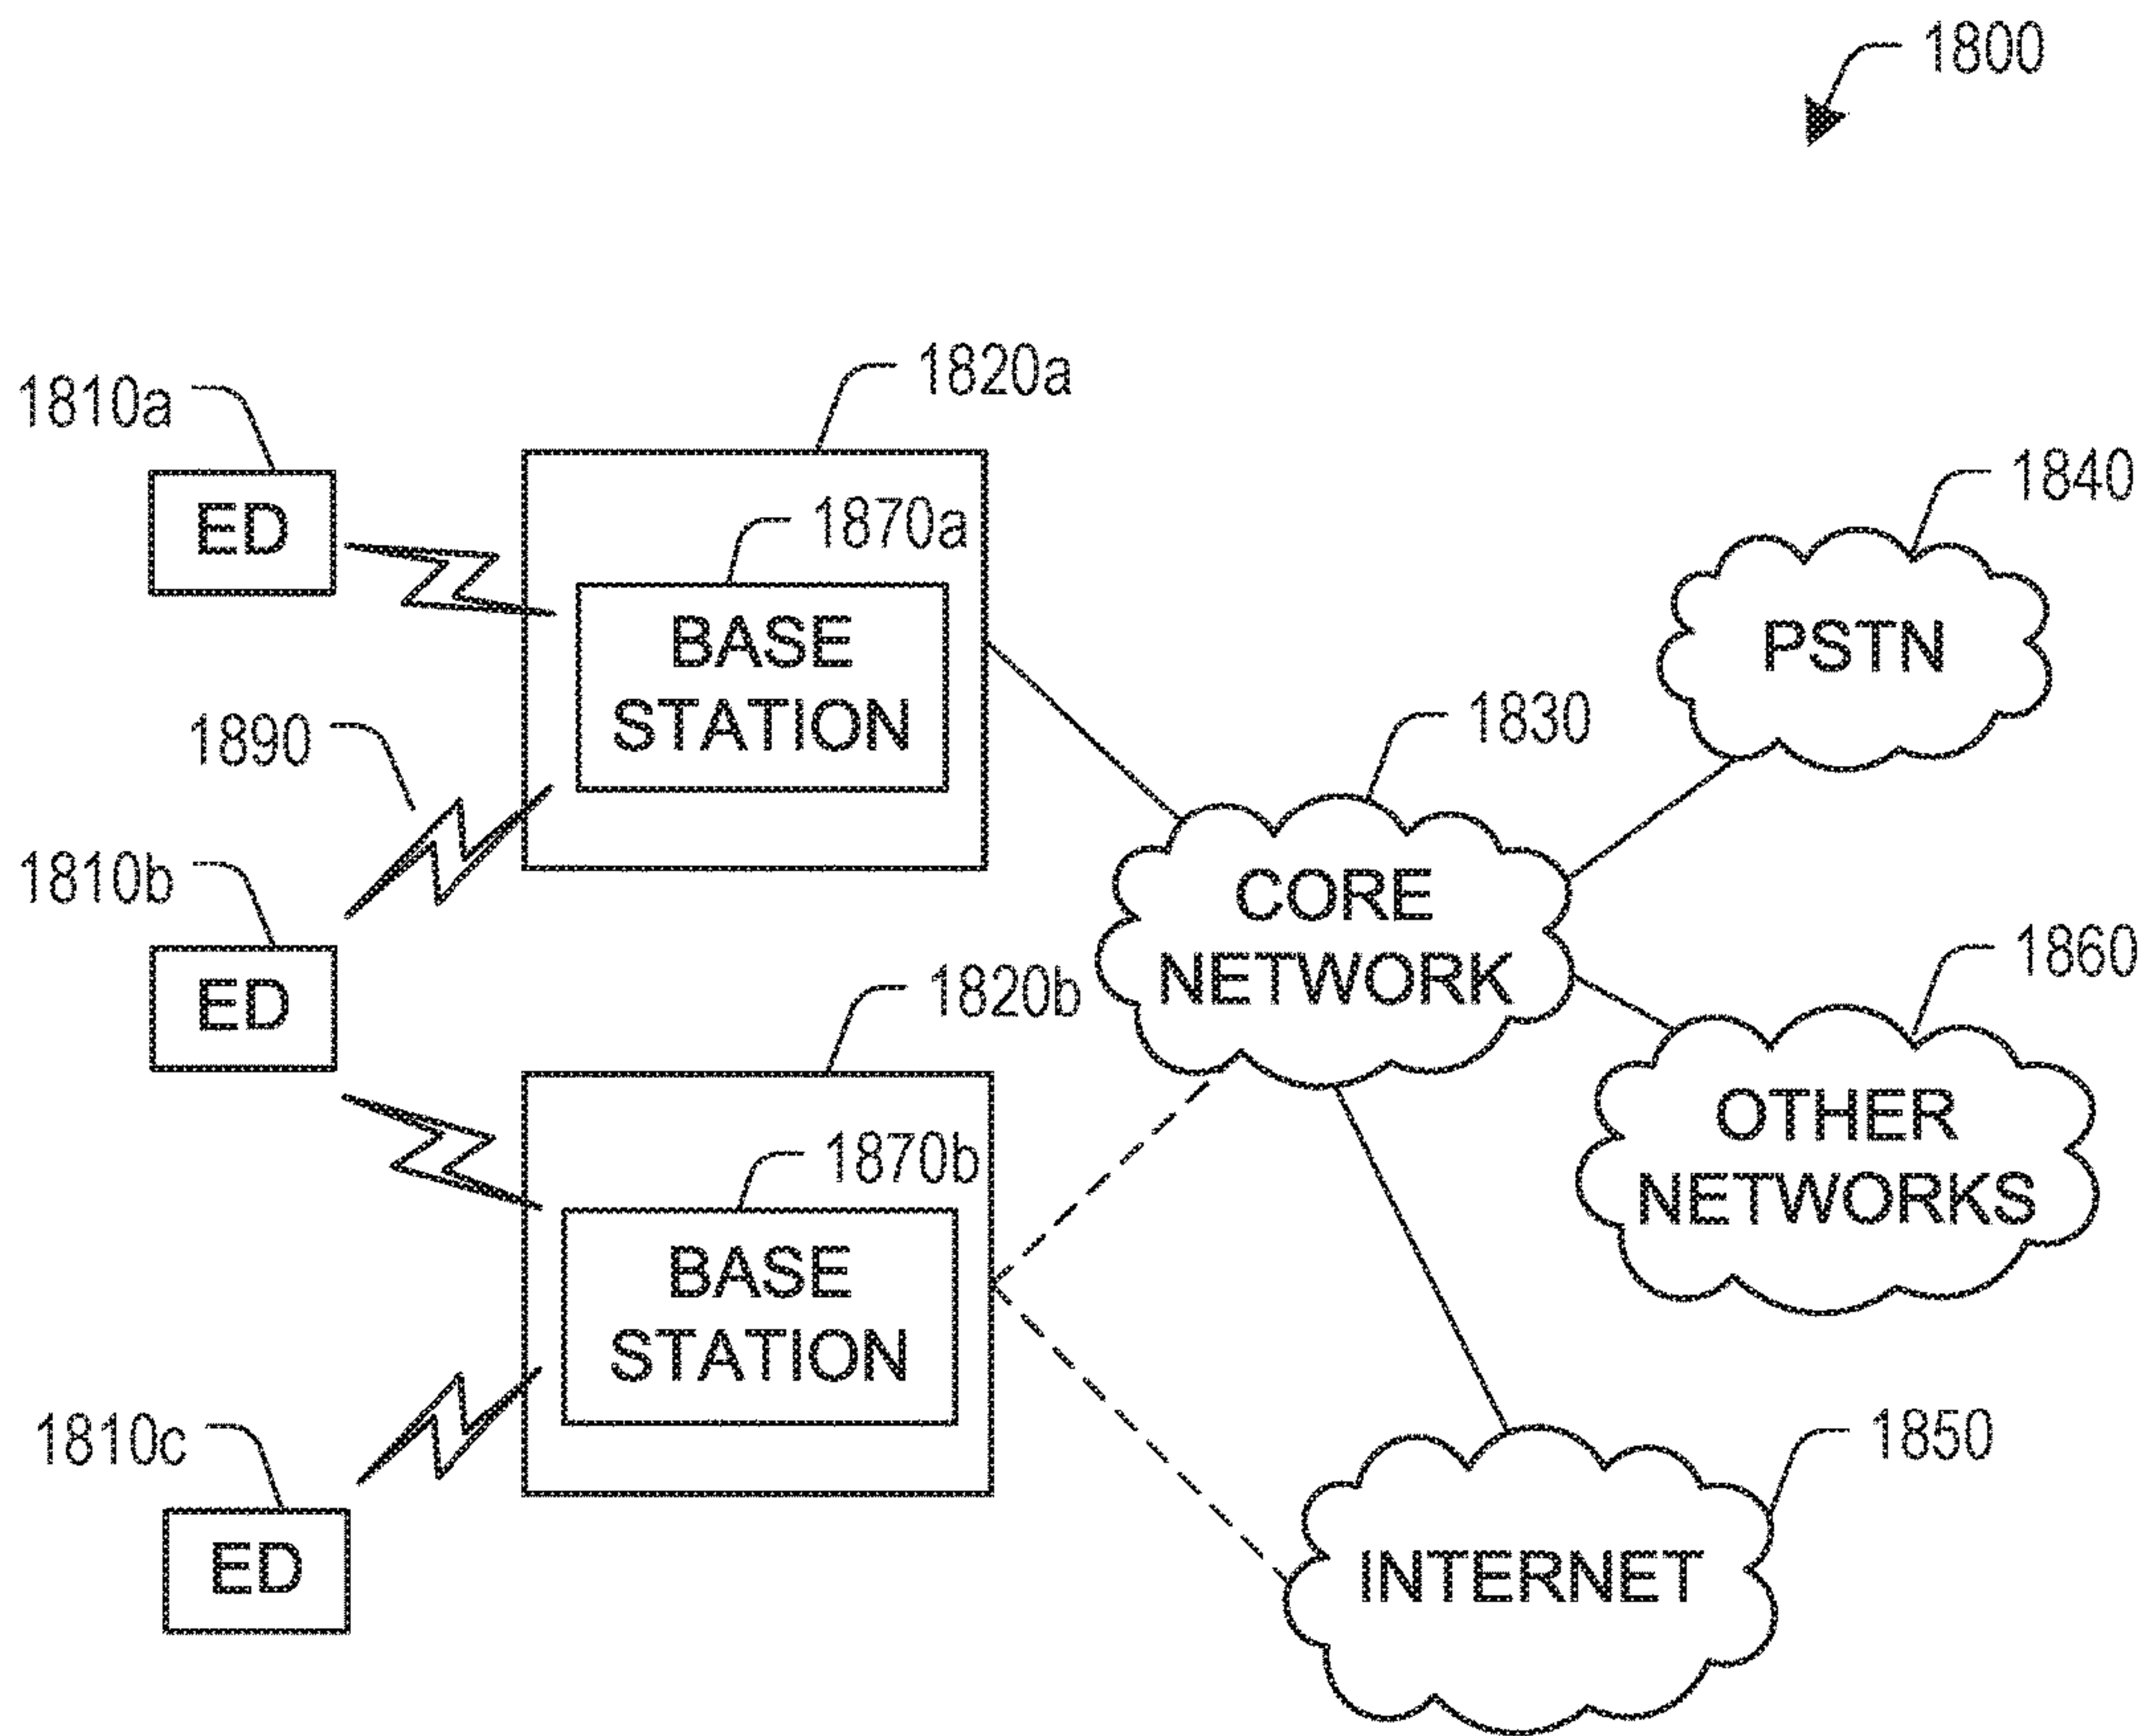 1800
1820a
1810a
ED
1870a
BASE
STATION
1840
PSTN
1890
1830
1810b
ED
CORE
NETWORK
1860
1820b
OTHER
NETWORKS
1870b
BASE
STATION
1810c
ED
1850
INTERNET